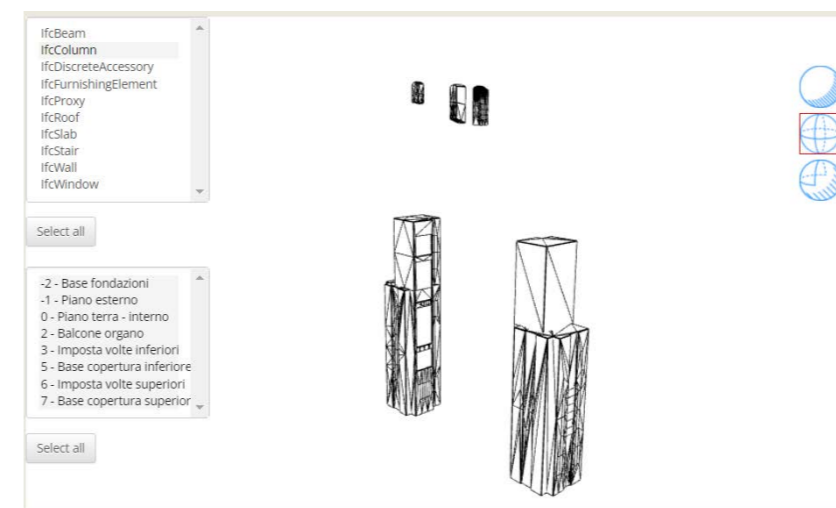 IfcBeam
IfcColumn
IfcDiscreteAccessory
IfcFurnishingElement
IfcProxy
IfcRoof
IfcSlab
IfcStair
IfcWall
IfcWindow
Select all
-2 - Base fondazioni
-1 - Piano esterno
0 - Piano terra - interno
2 - Balcone organo
3 - Imposta volte inferiori
5 - Base copertura inferiore
6 - Imposta volte superiori
7 - Base copertura superior
Select all